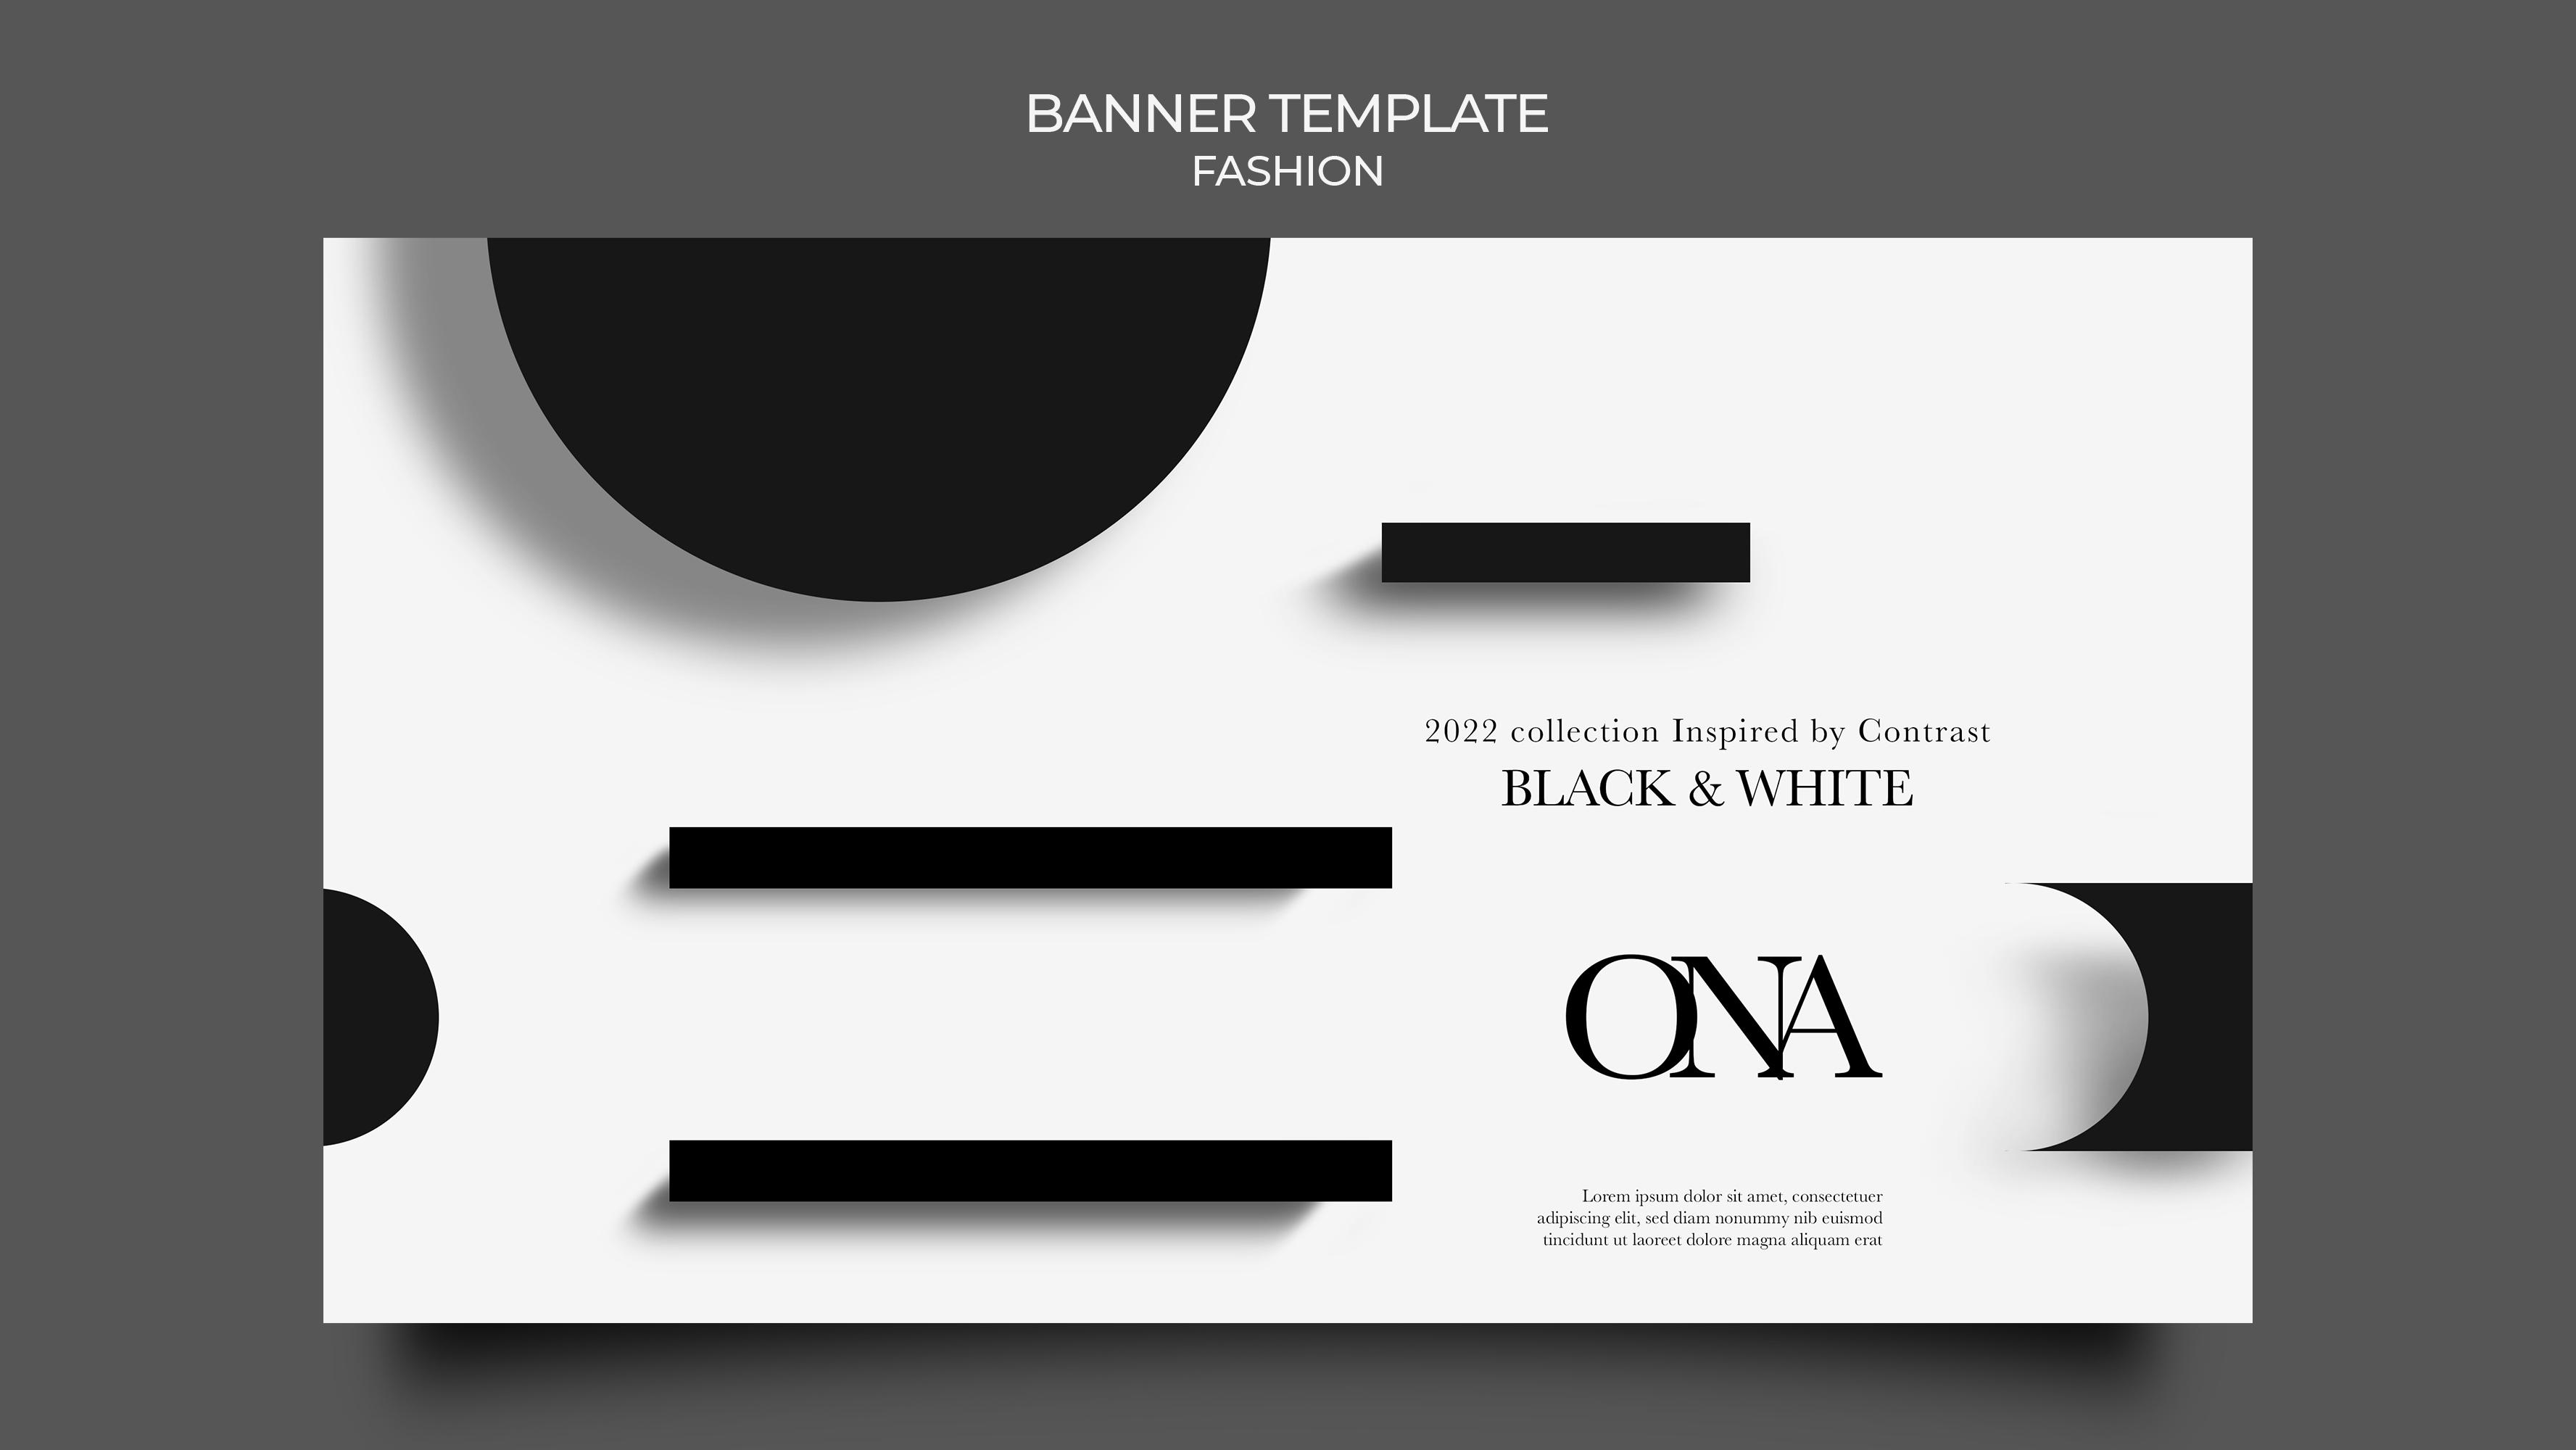 BANNER TEMPLATE
FASHION
2022 collection Inspired by Contrast
BLACK & WHITE
ONA
Lorem ipsum dolor sit amet, consectetuer
adipiscing elit, sed diam nonummy nib euismod
tincidunt ut laoreet dolore magna aliquam erat